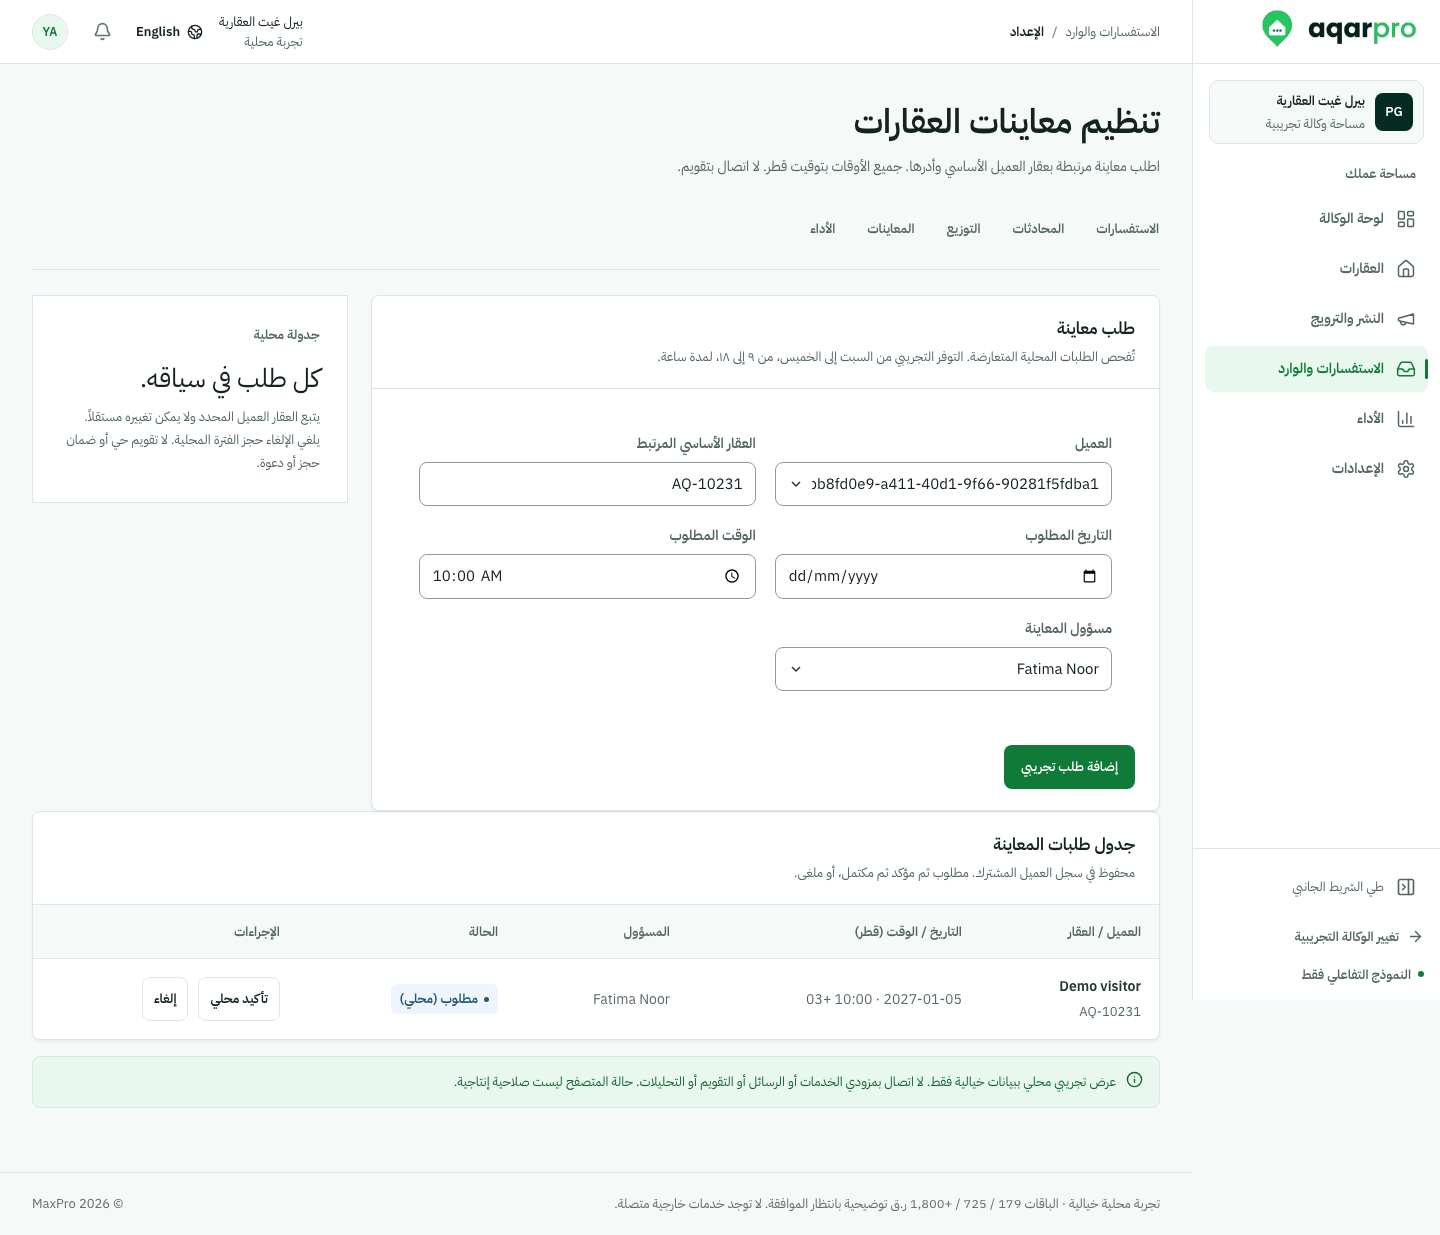 aqarpro
PG
بيرل غيت العقارية
مساحة وكالة تجريبية
مساحة عملك
لوحة الوكالة
العقارات
النشر والترويج
الاستفسارات والوارد
الأداء
الإعدادات
طي الشريط الجانبي
تغيير الوكالة التجريبية
النموذج التفاعلي فقط
الاستفسارات والوارد / الإعداد
بيرل غيت العقارية
تجربة محلية
English
YA
تنظيم معاينات العقارات
اطلب معاينة مرتبطة بعقار العميل الأساسي وأدرها. جميع الأوقات بتوقيت قطر. لا اتصال بتقويم.
الاستفسارات
المحادثات
التوزيع
المعاينات
الأداء
طلب معاينة
تُفحص الطلبات المحلية المتعارضة. التوفر التجريبي من السبت إلى الخميس، من ٩ إلى ١٨، لمدة ساعة.
العميل
b8fd0e9-a411-40d1-9f66-90281f5fdba1
العقار الأساسي المرتبط
AQ-10231
التاريخ المطلوب
dd/mm/yyyy
الوقت المطلوب
10:00 AM
مسؤول المعاينة
Fatima Noor
إضافة طلب تجريبي
جدولة محلية
كل طلب في سياقه.
يتبع العقار العميل المحدد ولا يمكن تغييره مستقلاً.
يلغي الإلغاء حجز الفترة المحلية. لا تقويم حي أو ضمان
حجز أو دعوة.
جدول طلبات المعاينة
محفوظ في سجل العميل المشترك. مطلوب ثم مؤكد ثم مكتمل، أو ملغى.
العميل / العقار
التاريخ / الوقت (قطر)
المسؤول
الحالة
الإجراءات
Demo visitor
AQ-10231
2027-01-05 · 10:00 +03
Fatima Noor
مطلوب (محلي)
تأكيد محلي
إلغاء
عرض تجريبي محلي ببيانات خيالية فقط. لا اتصال بمزودي الخدمات أو الرسائل أو التقويم أو التحليلات. حالة المتصفح ليست صلاحية إنتاجية.
تجربة محلية خيالية · الباقات 179 / 725 / +1,800 ر.ق توضيحية بانتظار الموافقة. لا توجد خدمات خارجية متصلة.
© 2026 MaxPro